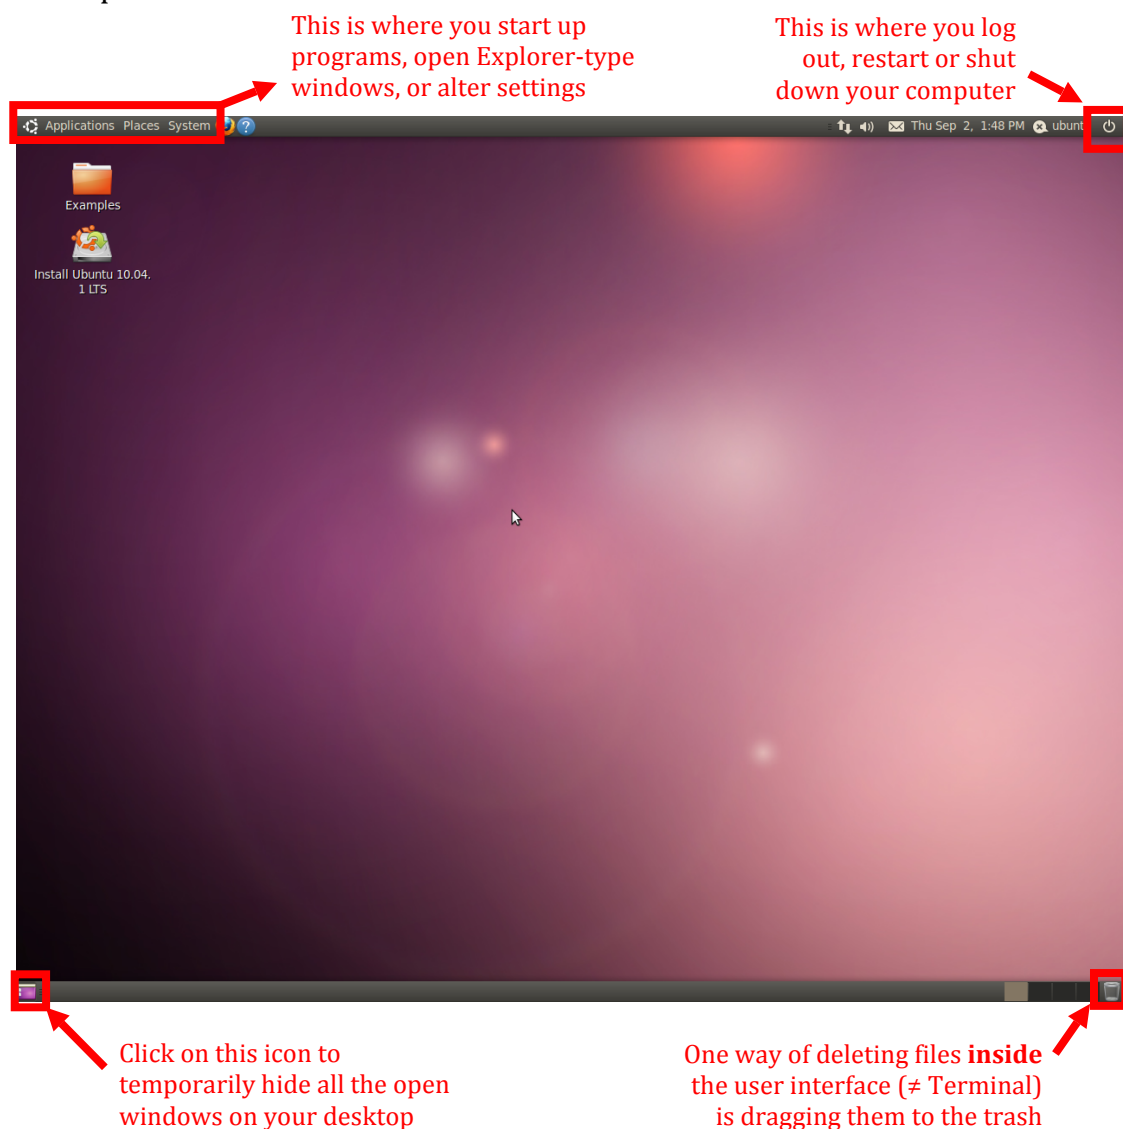 This is where you start up
programs, open Explorer-type
windows, or alter settings
This is where you log
out, restart or shut
down your computer
Applications Places System
Thu Sep 2, 1:48 PM
Examples
Install Ubuntu 10.04.
1 LTS
Click on this icon to
temporarily hide all the open
windows on your desktop
One way of deleting files inside
the user interface (≠ Terminal)
is dragging them to the trash